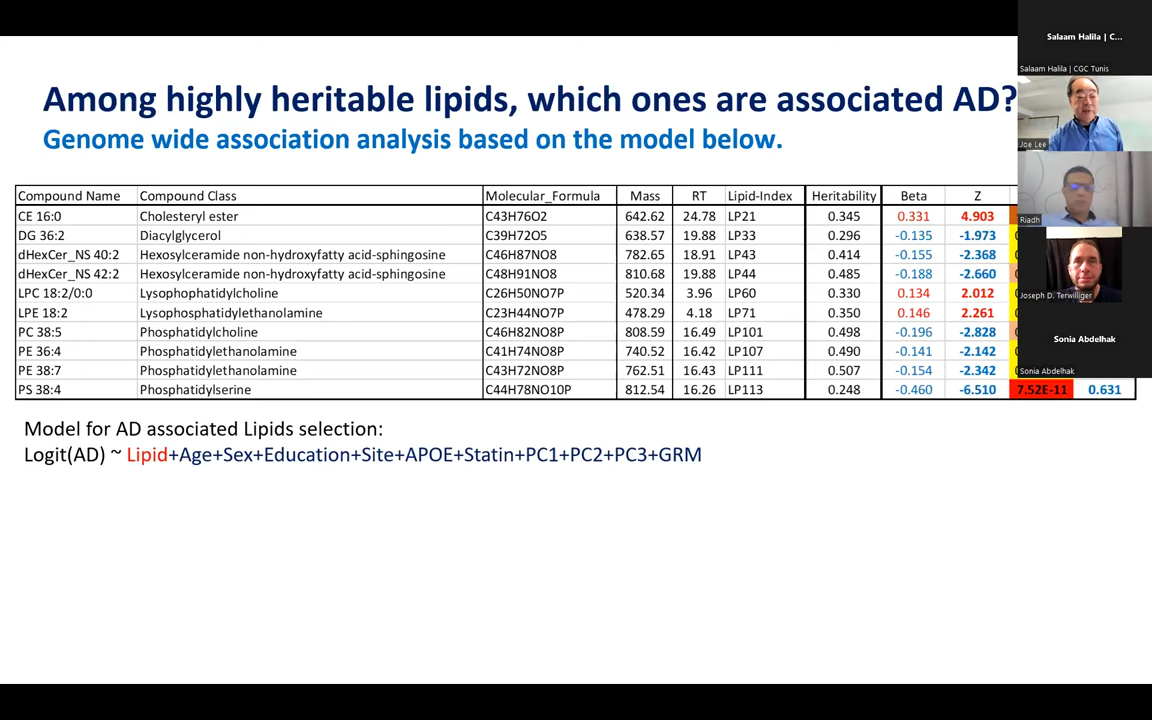 Among highly heritable lipids, which ones are associated AD?
Genome wide association analysis based on the model below.
Compound Name Compound Class Molecular_Formula Mass RT Lipid-Index Heritability Beta Z
CE 16:0 Cholesteryl ester C43H76O2 642.62 24.78 LP21 0.345 0.331 4.903
DG 36:2 Diacylglycerol C39H72O5 638.57 19.88 LP33 0.296 -0.135 -1.973
dHexCer_NS 40:2 Hexosylceramide non-hydroxyfatty acid-sphingosine C46H87NO8 782.65 18.91 LP43 0.414 -0.155 -2.368
dHexCer_NS 42:2 Hexosylceramide non-hydroxyfatty acid-sphingosine C48H91NO8 810.68 19.88 LP44 0.485 -0.188 -2.660
LPC 18:2/0:0 Lysophophatidylcholine C26H50NO7P 520.34 3.96 LP60 0.330 0.134 2.012
LPE 18:2 Lysophosphatidylethanolamine C23H44NO7P 478.29 4.18 LP71 0.350 0.146 2.261
PC 38:5 Phosphatidylcholine C46H82NO8P 808.59 16.49 LP101 0.498 -0.196 -2.828
PE 36:4 Phosphatidylethanolamine C41H74NO8P 740.52 16.42 LP107 0.490 -0.141 -2.142
PE 38:7 Phosphatidylethanolamine C43H72NO8P 762.51 16.43 LP111 0.507 -0.154 -2.342
PS 38:4 Phosphatidylserine C44H78NO10P 812.54 16.26 LP113 0.248 -0.460 -6.510 7.52E-11 0.631
Model for AD associated Lipids selection:
Logit(AD) ~ Lipid+Age+Sex+Education+Site+APOE+Statin+PC1+PC2+PC3+GRM
Salaam Halila | C...
Salaam Halila | CGC Tunis
Joe Lee
Riadh
Joseph D. Terwilliger
Sonia Abdelhak
Sonia Abdelhak